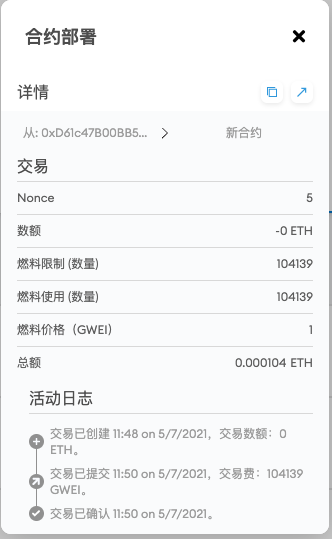 合约部署
详情
从: 0xD61c47B00BB5...
新合约
交易
Nonce
5
数额
-0 ETH
燃料限制 (数量)
104139
燃料使用 (数量)
104139
燃料价格（GWEI）
1
总额
0.000104 ETH
活动日志
交易已创建 11:48 on 5/7/2021，交易数额：0
ETH。
交易已提交 11:50 on 5/7/2021，交易费：104139
GWEI。
交易已确认 11:50 on 5/7/2021。